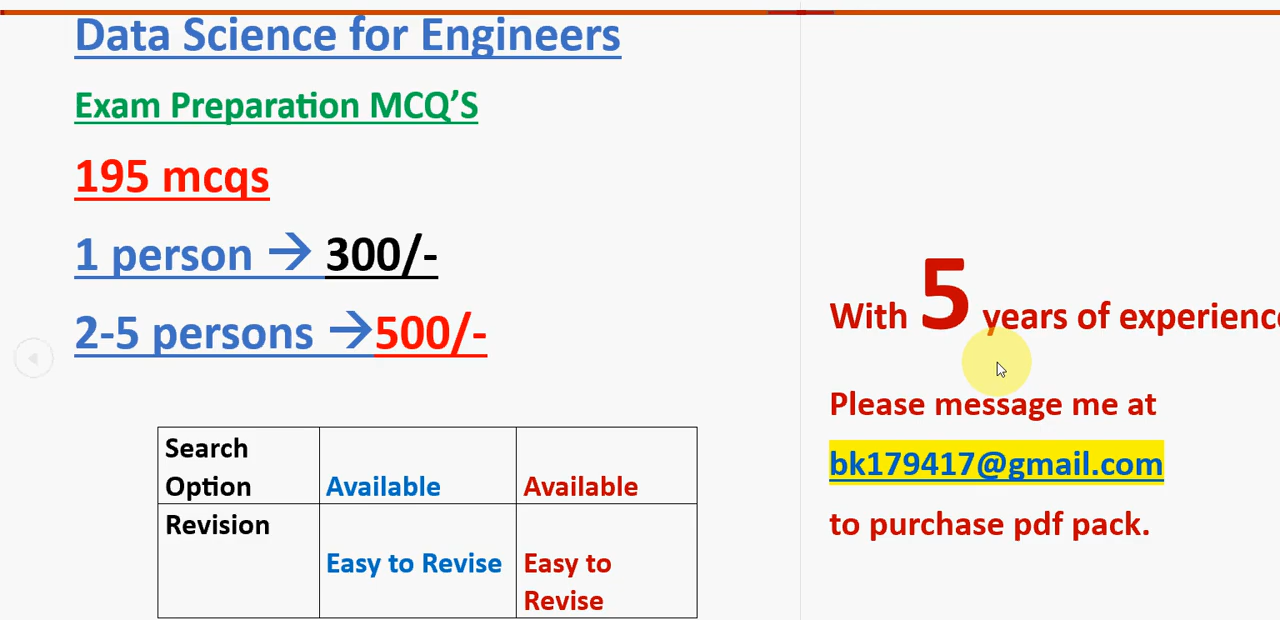 Data Science for Engineers
Exam Preparation MCQ’S
195 mcqs
1 person → 300/-
2-5 persons →500/-
Search Option Available Available
Revision Easy to Revise Easy to Revise
With 5 years of experience
Please message me at
bk179417@gmail.com
to purchase pdf pack.